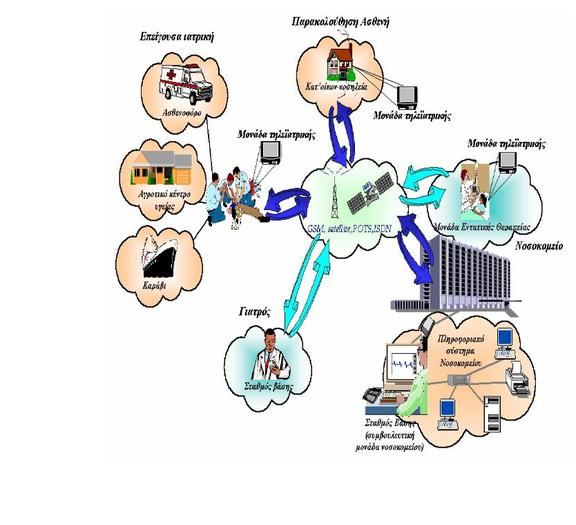 Παρακολούθηση Ασθενή
Επείγουσα ιατρική
Κατ'οίκον νοσηλεία
Ασθενοφόρο
Μονάδα τηλεϊατρικής
Μονάδα τηλεϊατρικής
Μονάδα τηλεϊατρικής
Αγροτικό κέντρο
υγείας
GSM, satellite,POTS,ISDN
Μονάδα Εντατικής Θεραπείας
Νοσοκομείο
Καράβι
Γιατρός
Πληροφοριακό
σύστημα
Νοσοκομείου
Σταθμός βάσης
Σταθμός Βάσης
(συμβουλευτική
μονάδα νοσοκομείου)